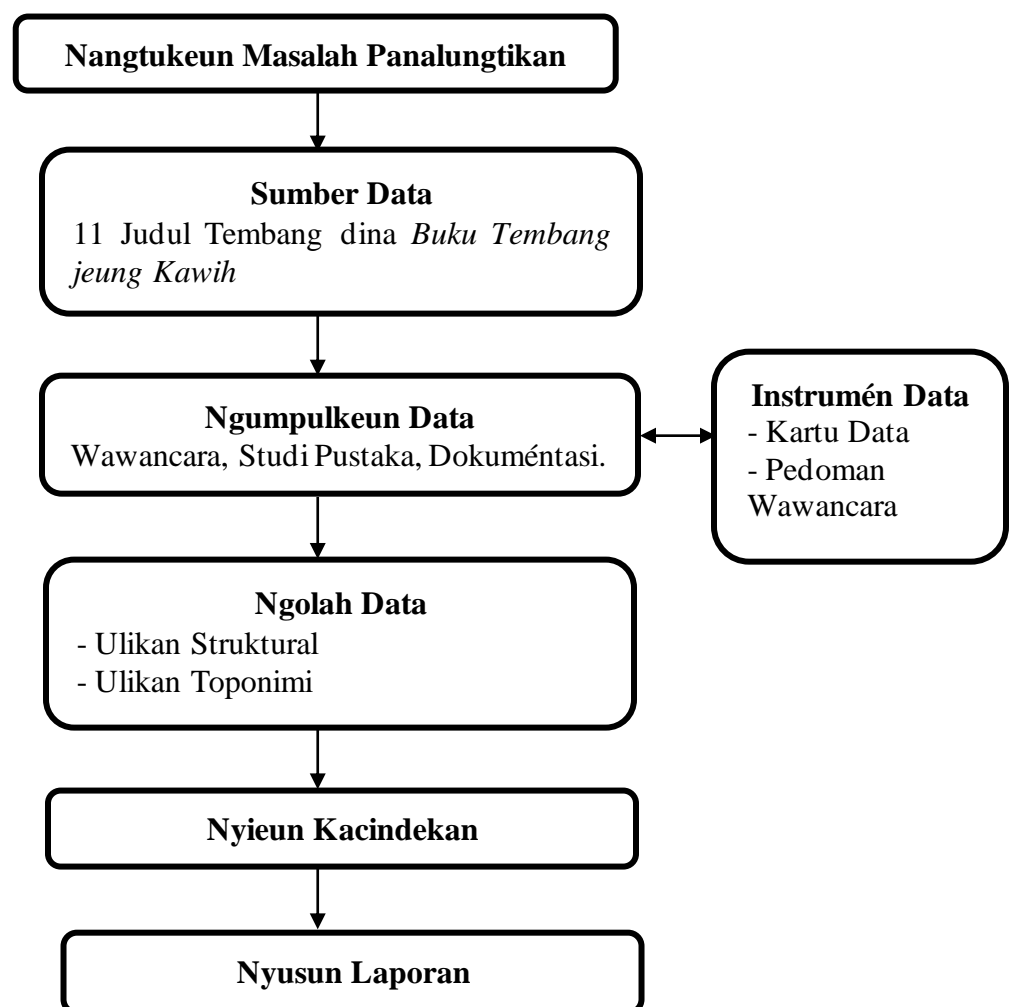 Nangtukeun Masalah Panalungtikan
Sumber Data
11 Judul Tembang dina Buku Tembang
jeung Kawih
Ngumpulkeun Data
Wawancara, Studi Pustaka, Dokuméntasi.
Instrumén Data
- Kartu Data
- Pedoman
Wawancara
Ngolah Data
- Ulikan Struktural
- Ulikan Toponimi
Nyieun Kacindekan
Nyusun Laporan